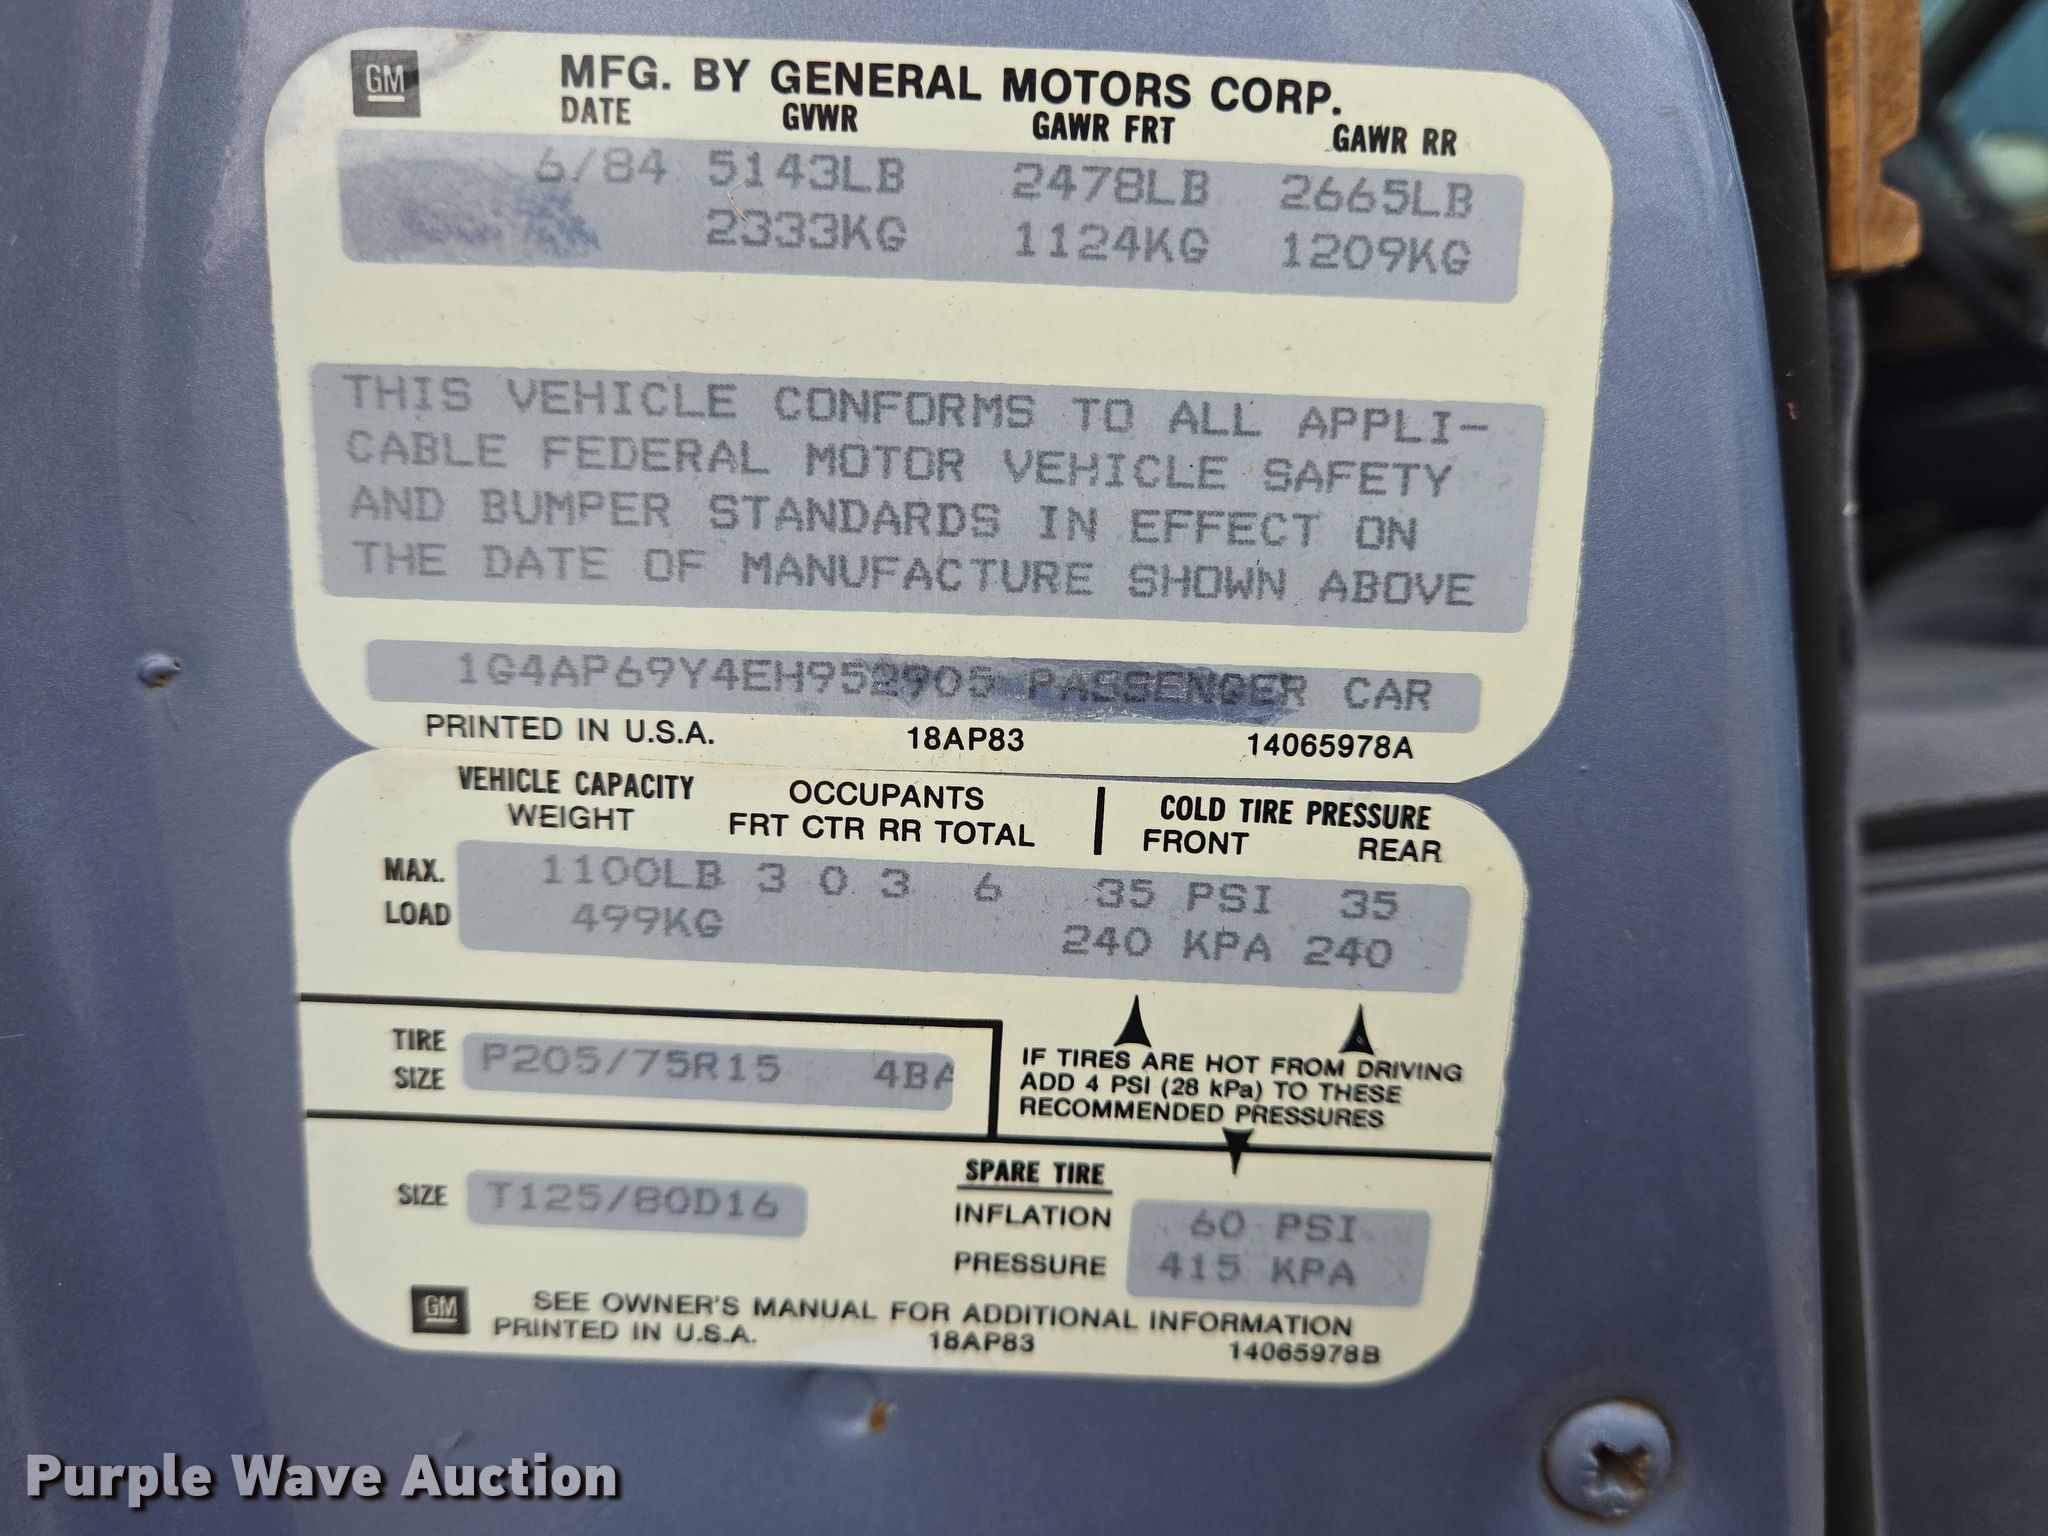 GM
MFG. BY GENERAL MOTORS CORP.
DATE GVWR GAWR FRT GAWR RR
6/84 5143LB 2478LB 2665LB
2333KG 1124KG 1209KG
THIS VEHICLE CONFORMS TO ALL APPLI-
CABLE FEDERAL MOTOR VEHICLE SAFETY
AND BUMPER STANDARDS IN EFFECT ON
THE DATE OF MANUFACTURE SHOWN ABOVE
1G4AP69Y4EH952905 PASSENGER CAR
PRINTED IN U.S.A. 18AP83 14065978A
VEHICLE CAPACITY OCCUPANTS COLD TIRE PRESSURE
WEIGHT FRT CTR RR TOTAL FRONT REAR
MAX. 1100LB 3 0 3 6 35 PSI 35
LOAD 499KG 240 KPA 240
TIRE
SIZE P205/75R15 4BA
IF TIRES ARE HOT FROM DRIVING
ADD 4 PSI (28 kPa) TO THESE
RECOMMENDED PRESSURES
SPARE TIRE
SIZE T125/80D16 INFLATION 60 PSI
PRESSURE 415 KPA
GM SEE OWNER'S MANUAL FOR ADDITIONAL INFORMATION
PRINTED IN U.S.A. 18AP83 14065978B
Purple Wave Auction